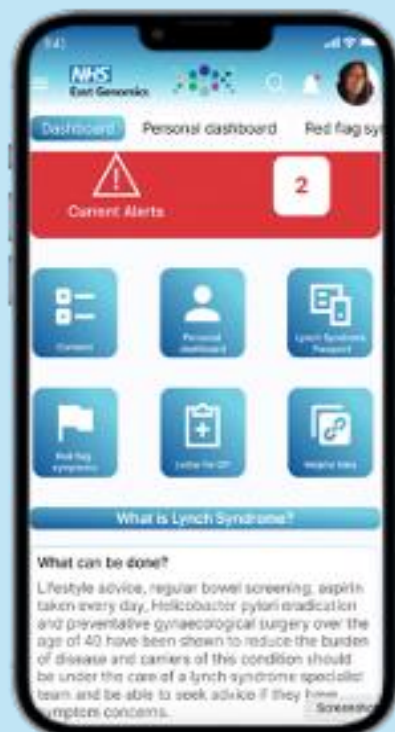 9:41
NHS
East Genomics
Dashboard Personal dashboard Red flag sy
Current Alerts
2
Consent
Personal
dashboard
Lynch Syndrome
Passport
Red flag
symptoms
Letter for GP
Helpful links
What is Lynch Syndrome?
What can be done?
Lifestyle advice, regular bowel screening, aspirin
taken every day, Helicobacter pylori eradication
and preventative gynaecological surgery over the
age of 40 have been shown to reduce the burden
of disease and carriers of this condition should
be under the care of a lynch syndrome specialist
team and be able to seek advice if they have
symptom concerns.
Screensho